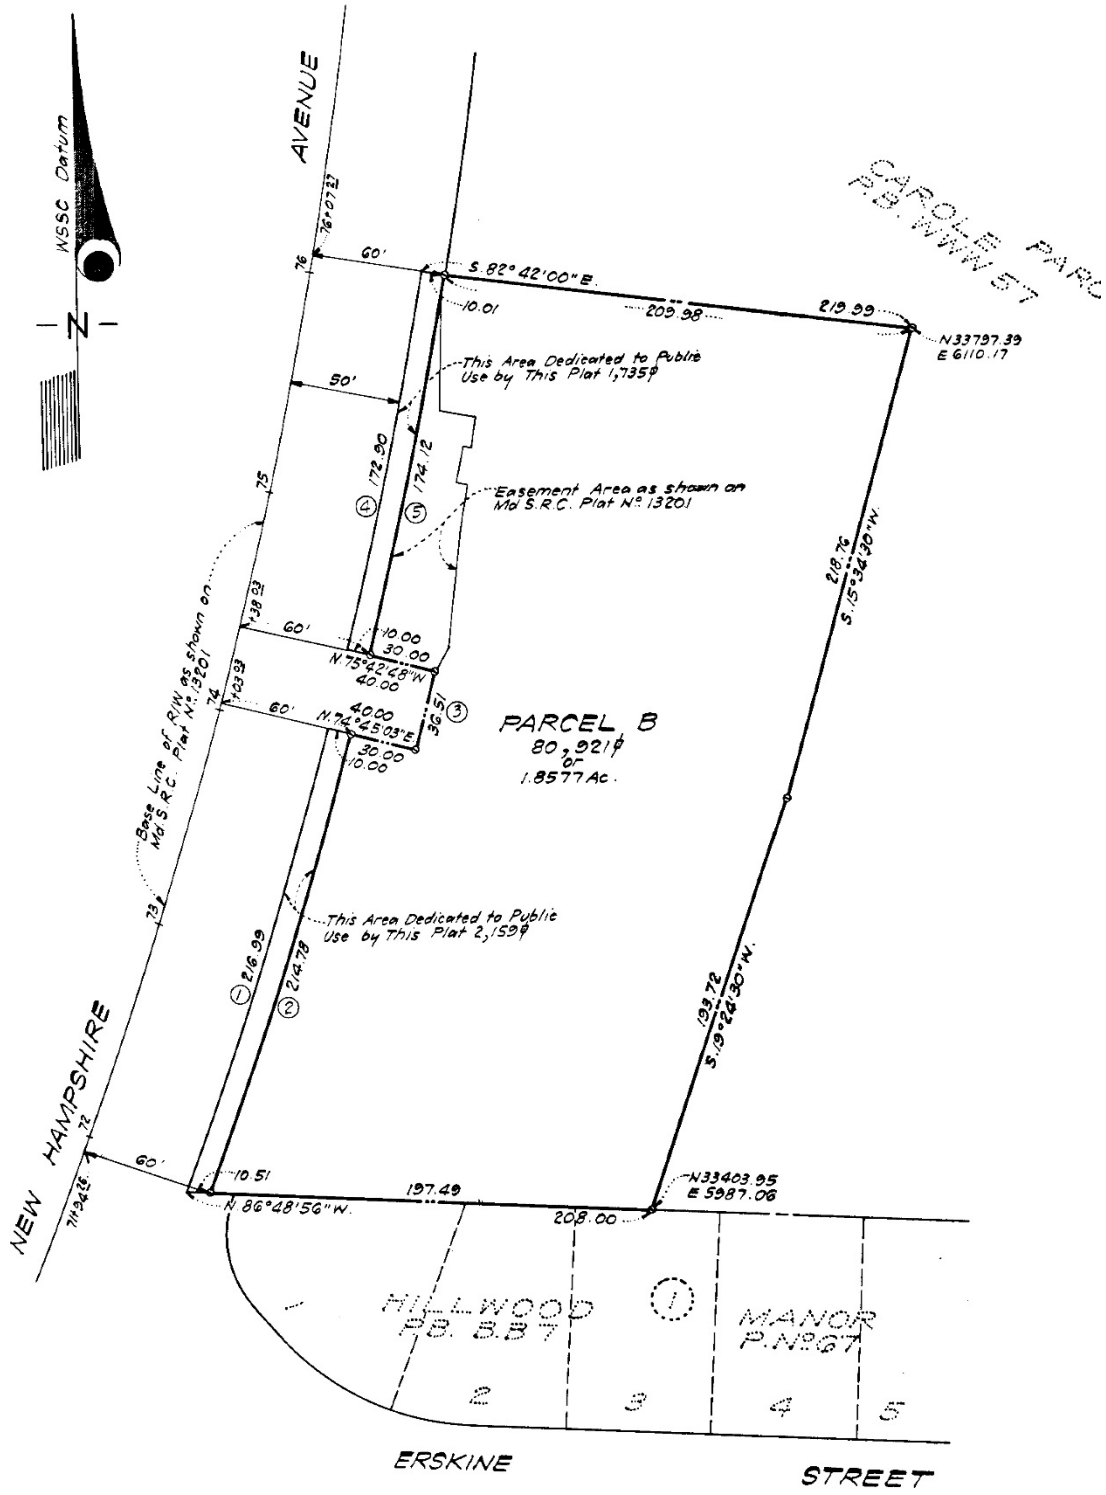 WSSC Datum
N
AVENUE
76+07.27
76
60'
S. 82° 42' 00" E.
10.01
209.98
219.99
CAROLE
P.B. WWW 57
N33797.39
E 6110.17
This Area Dedicated to Public
Use by This Plat 1,735⏀
50'
172.90
174.12
④
⑤
75
Easement Area as shown on
Md S.R.C. Plat Nº 13201
218.76
S. 15° 34' 30" W.
+38.03
60'
10.00
30.00
N. 75° 42' 48" W
40.00
Base Line of R/W as shown on
Md. S.R.C. Plat Nº 13201
74
+03.93
60'
40.00
N. 74° 45' 03" E.
30.00
10.00
36.51
③
PARCEL B
80,921⏀
or
1.8577 Ac.
73
This Area Dedicated to Public
Use by This Plat 2,159⏀
216.99
①
214.78
②
193.72
S. 19° 24' 30" W.
NEW HAMPSHIRE
72
71+94.26
60'
10.51
N. 86° 48' 56" W.
197.49
208.00
N33403.95
E 5987.06
HILLWOOD
P.B. B.B 7
①
MANOR
P. Nº 67
2
3
4
5
ERSKINE
STREET